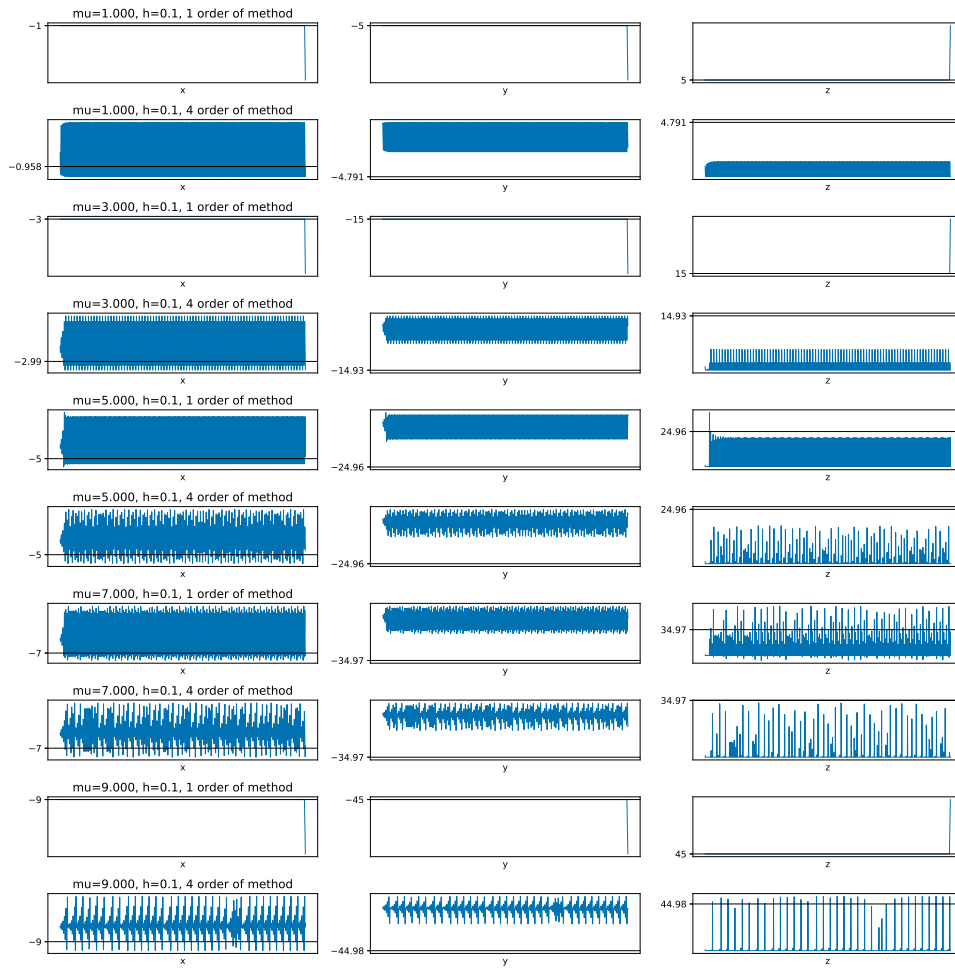 mu=1.000, h=0.1, 1 order of method
−1
−5
5
x
y
z
mu=1.000, h=0.1, 4 order of method
−0.958
−4.791
4.791
x
y
z
mu=3.000, h=0.1, 1 order of method
−3
−15
15
x
y
z
mu=3.000, h=0.1, 4 order of method
−2.99
−14.93
14.93
x
y
z
mu=5.000, h=0.1, 1 order of method
−5
−24.96
24.96
x
y
z
mu=5.000, h=0.1, 4 order of method
−5
−24.96
24.96
x
y
z
mu=7.000, h=0.1, 1 order of method
−7
−34.97
34.97
x
y
z
mu=7.000, h=0.1, 4 order of method
−7
−34.97
34.97
x
y
z
mu=9.000, h=0.1, 1 order of method
−9
−45
45
x
y
z
mu=9.000, h=0.1, 4 order of method
−9
−44.98
44.98
x
y
z